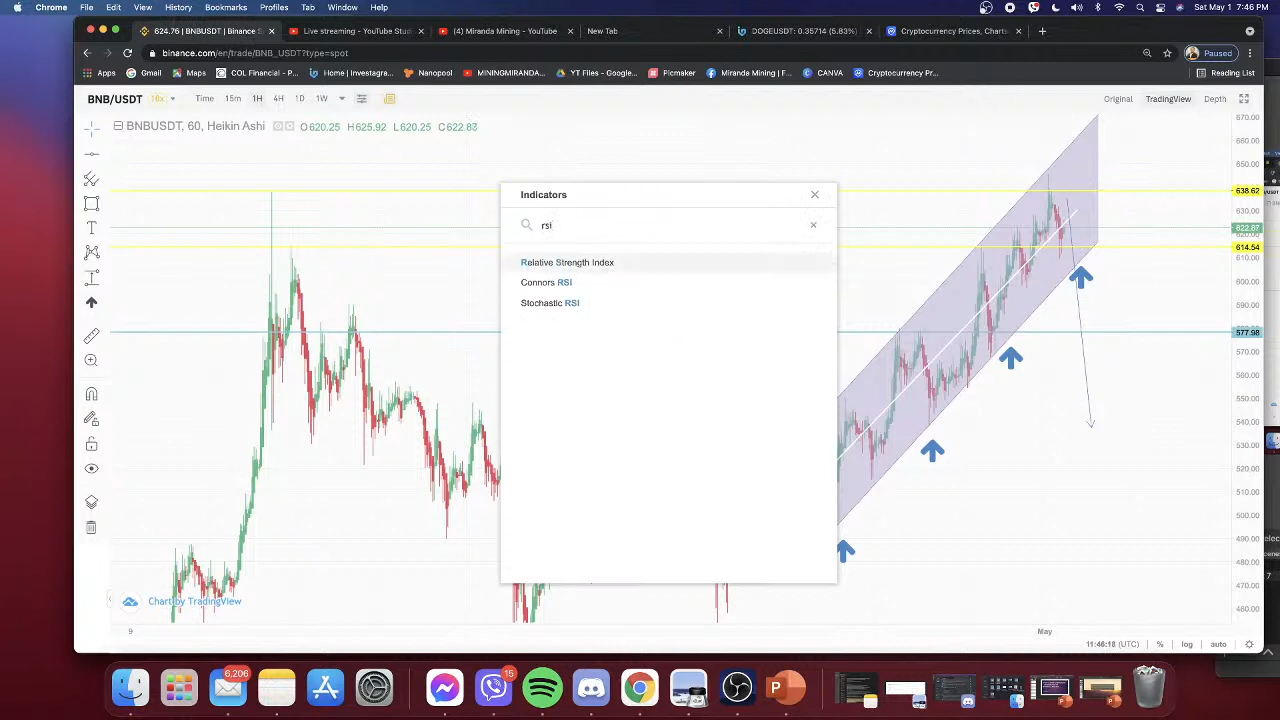 Chrome File Edit View History Bookmarks Profiles Tab Window Help Sat May 1 7:46 PM
624.76 | BNBUSDT | Binance S Live streaming - YouTube Stud (4) Miranda Mining - YouTube New Tab DOGEUSDT: 0.35714 (5.83%) Cryptocurrency Prices, Charts
binance.com/en/trade/BNB_USDT?type=spot Paused
Apps Gmail Maps COL Financial - P... Home | Investagra... Nanopool MININGMIRANDA... YT Files - Google... Picmaker Miranda Mining | F... CANVA Cryptocurrency Pr... Reading List
BNB/USDT 10x Time 15m 1H 4H 1D 1W Original TradingView Depth
BNBUSDT, 60, Heikin Ashi O620.25 H625.92 L620.25 C622.87
Indicators
rsi
Relative Strength Index
Connors RSI
Stochastic RSI
670.00
660.00
650.00
638.62
630.00
622.87
620.00
614.54
610.00
600.00
590.00
580.00
577.98
570.00
560.00
550.00
540.00
530.00
520.00
510.00
500.00
490.00
480.00
470.00
460.00
Chart by TradingView
9 May
11:46:18 (UTC) % log auto
6,206 15